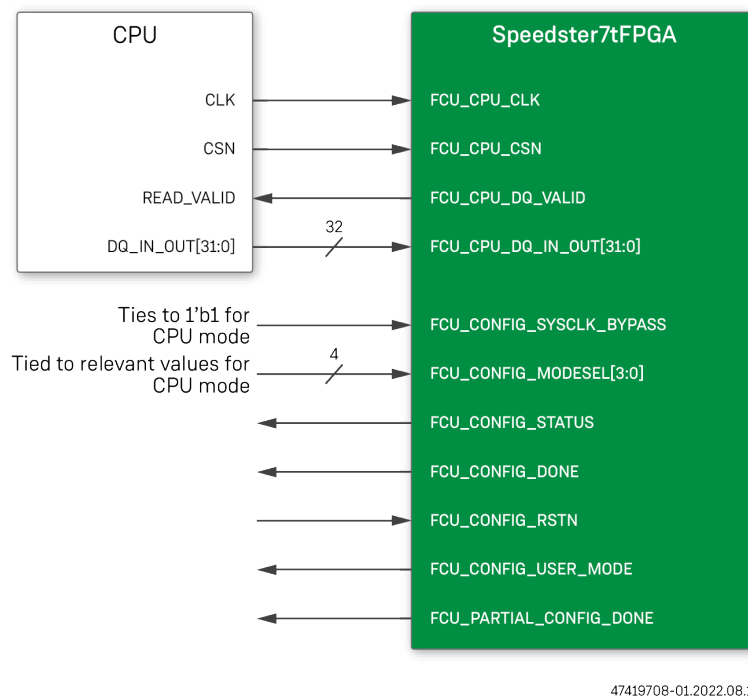 CPU
Speedster7tFPGA
CLK
FCU_CPU_CLK
CSN
FCU_CPU_CSN
READ_VALID
FCU_CPU_DQ_VALID
DQ_IN_OUT[31:0]
32
FCU_CPU_DQ_IN_OUT[31:0]
Ties to 1'b1 for
CPU mode
FCU_CONFIG_SYSCLK_BYPASS
Tied to relevant values for
CPU mode
4
FCU_CONFIG_MODESEL[3:0]
FCU_CONFIG_STATUS
FCU_CONFIG_DONE
FCU_CONFIG_RSTN
FCU_CONFIG_USER_MODE
FCU_PARTIAL_CONFIG_DONE
47419708-01.2022.08.